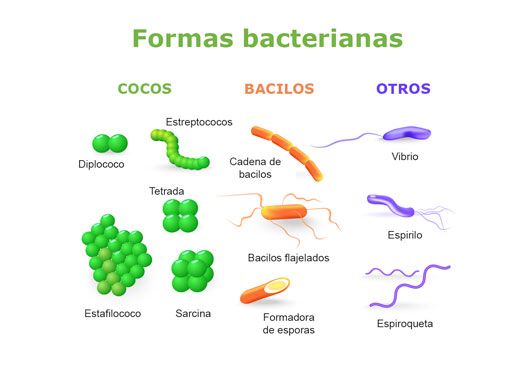 Formas bacterianas
COCOS
BACILOS
OTROS
Diplococo
Estreptococos
Tetrada
Estafilococo
Sarcina
Cadena de
bacilos
Bacilos flajelados
Formadora
de esporas
Vibrio
Espirilo
Espiroqueta